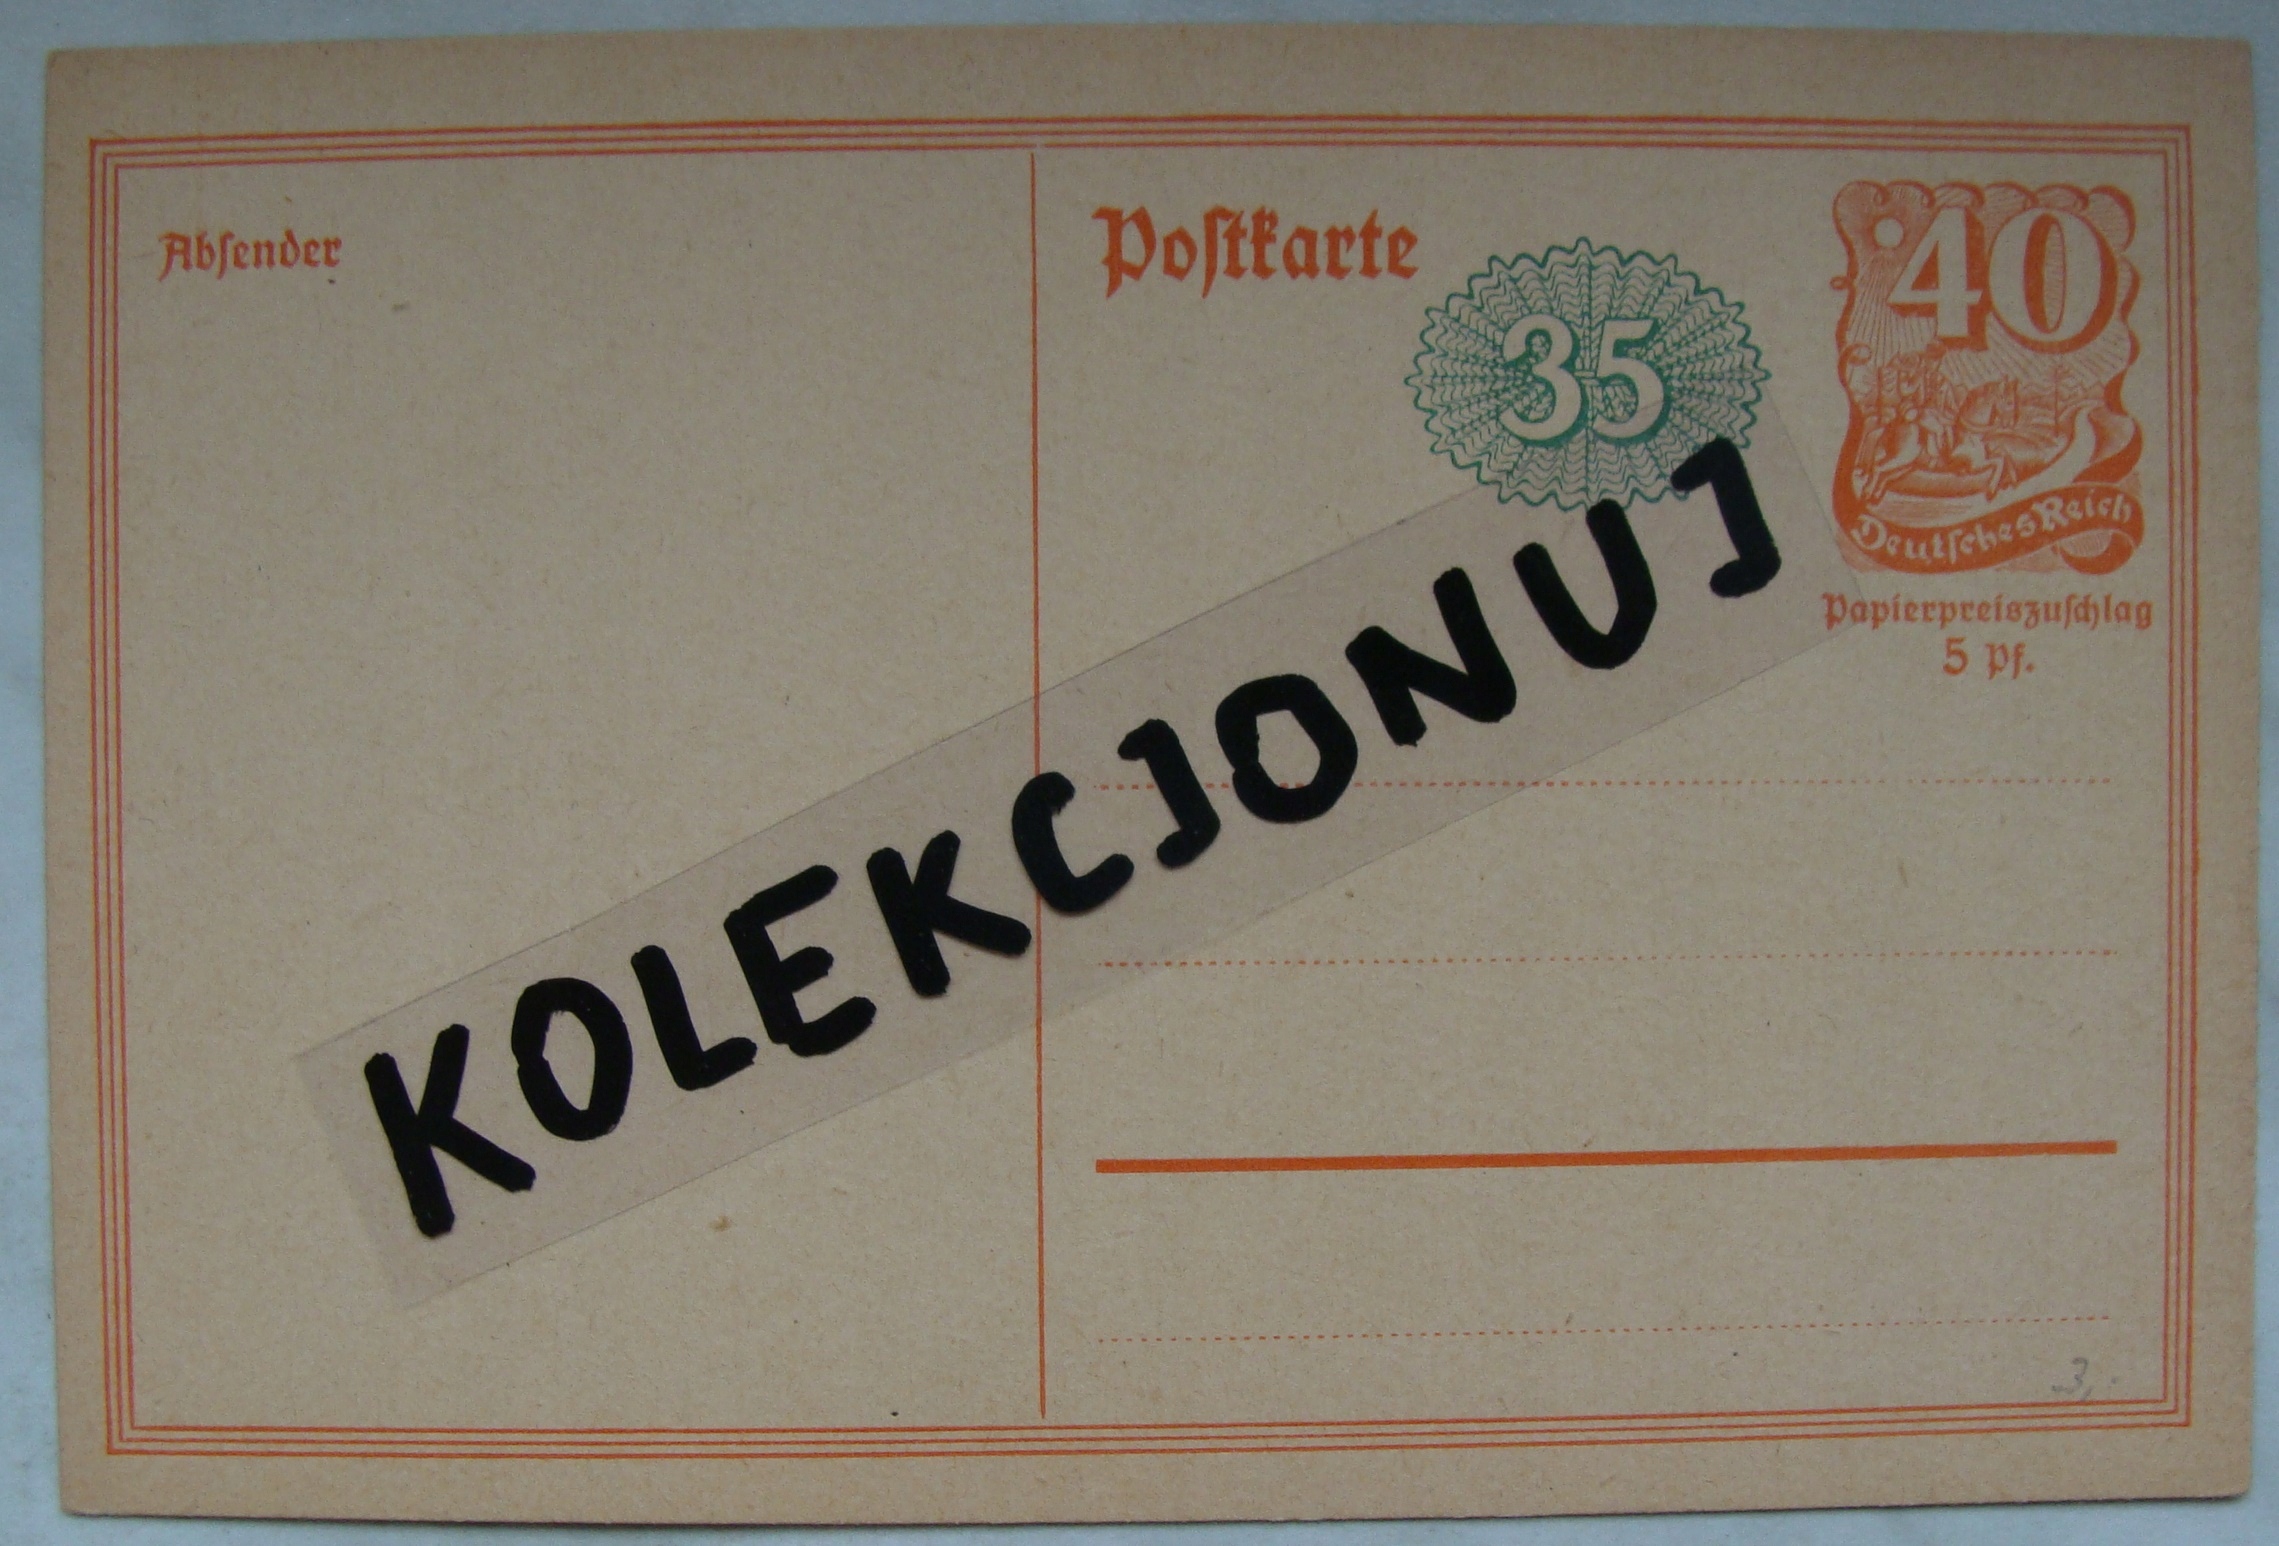 Absender
Postkarte
35
40
Deutsches Reich
Papierpreiszuschlag
5 Pf.
KOLEKCJONUJ
3,-